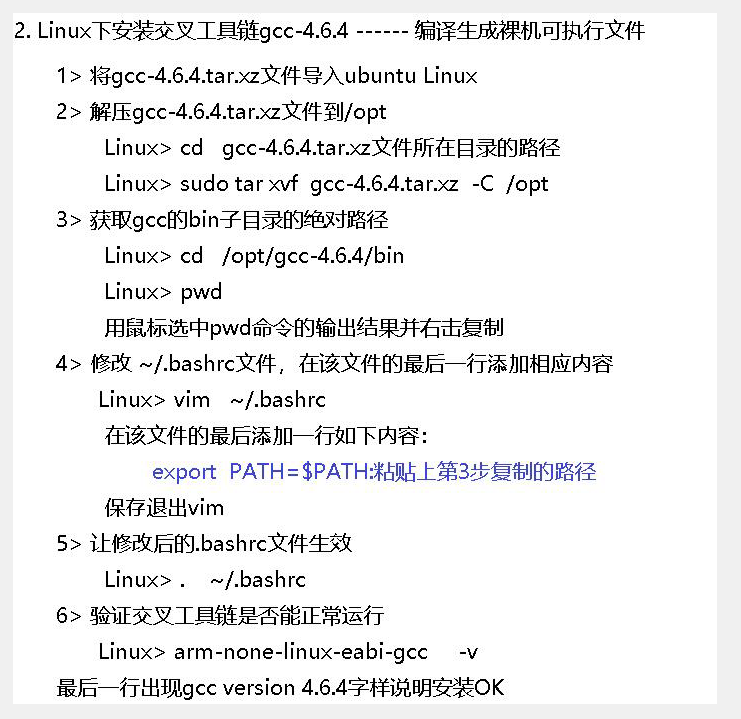 2. Linux下安装交叉工具链gcc-4.6.4 ------ 编译生成裸机可执行文件
1> 将gcc-4.6.4.tar.xz文件导入ubuntu Linux
2> 解压gcc-4.6.4.tar.xz文件到/opt
Linux> cd   gcc-4.6.4.tar.xz文件所在目录的路径
Linux> sudo tar xvf  gcc-4.6.4.tar.xz  -C  /opt
3> 获取gcc的bin子目录的绝对路径
Linux> cd   /opt/gcc-4.6.4/bin
Linux> pwd
用鼠标选中pwd命令的输出结果并右击复制
4> 修改 ~/.bashrc文件，在该文件的最后一行添加相应内容
Linux> vim   ~/.bashrc
在该文件的最后添加一行如下内容：
export  PATH=$PATH:粘贴上第3步复制的路径
保存退出vim
5> 让修改后的.bashrc文件生效
Linux> .   ~/.bashrc
6> 验证交叉工具链是否能正常运行
Linux> arm-none-linux-eabi-gcc    -v
最后一行出现gcc version 4.6.4字样说明安装OK